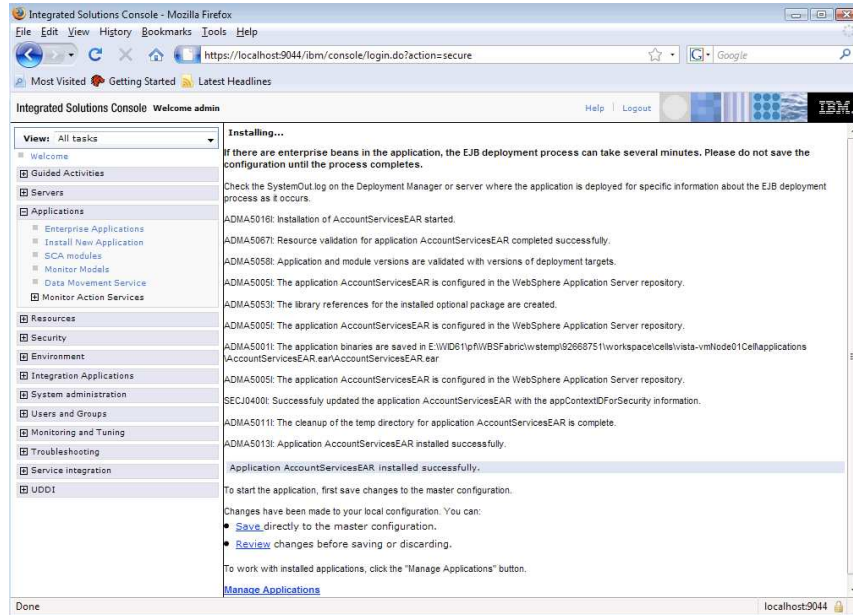 Integrated Solutions Console - Mozilla Firefox
File Edit View History Bookmarks Tools Help
https://localhost:9044/ibm/console/login.do?action=secure
G Google
Most Visited Getting Started Latest Headlines
Integrated Solutions Console Welcome admin
Help Logout
IBM.
View: All tasks
Welcome
Guided Activities
Servers
Applications
Enterprise Applications
Install New Application
SCA modules
Monitor Models
Data Movement Service
Monitor Action Services
Resources
Security
Environment
Integration Applications
System administration
Users and Groups
Monitoring and Tuning
Troubleshooting
Service integration
UDDI
Installing...
If there are enterprise beans in the application, the EJB deployment process can take several minutes. Please do not save the
configuration until the process completes.
Check the SystemOut.log on the Deployment Manager or server where the application is deployed for specific information about the EJB deployment
process as it occurs.
ADMA5016I: Installation of AccountServicesEAR started.
ADMA5067I: Resource validation for application AccountServicesEAR completed successfully.
ADMA5058I: Application and module versions are validated with versions of deployment targets.
ADMA5005I: The application AccountServicesEAR is configured in the WebSphere Application Server repository.
ADMA5053I: The library references for the installed optional package are created.
ADMA5005I: The application AccountServicesEAR is configured in the WebSphere Application Server repository.
ADMA5001I: The application binaries are saved in E:\WID61\pf\WBSFabric\wstemp\92668751\workspace\cells\vista-vmNode01Cell\applications
\AccountServicesEAR.ear\AccountServicesEAR.ear
ADMA5005I: The application AccountServicesEAR is configured in the WebSphere Application Server repository.
SECJ0400I: Successfuly updated the application AccountServicesEAR with the appContextIDForSecurity information.
ADMA5011I: The cleanup of the temp directory for application AccountServicesEAR is complete.
ADMA5013I: Application AccountServicesEAR installed successfully.
Application AccountServicesEAR installed successfully.
To start the application, first save changes to the master configuration.
Changes have been made to your local configuration. You can:
Save directly to the master configuration.
Review changes before saving or discarding.
To work with installed applications, click the "Manage Applications" button.
Manage Applications
Done
localhost:9044